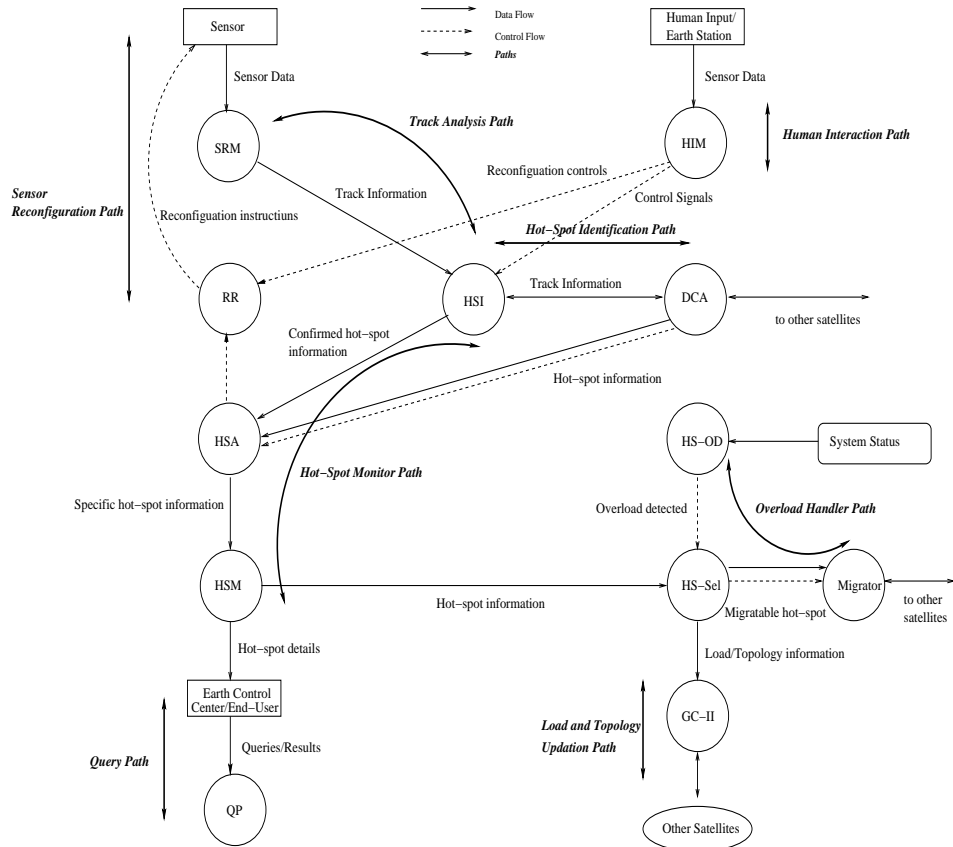 Sensor
Data Flow
Control Flow
Paths
Human Input/
Earth Station
Sensor Data
Sensor Data
Track Analysis Path
SRM
HIM
Human Interaction Path
Reconfiguation controls
Track Information
Control Signals
Sensor
Reconfiguration Path
Reconfiguation instructiuns
Hot-Spot Identification Path
RR
HSI
Track Information
DCA
to other satellites
Confirmed hot-spot
information
Hot-spot information
HSA
HS-OD
System Status
Hot-Spot Monitor Path
Specific hot-spot information
Overload detected
Overload Handler Path
HSM
Hot-spot information
HS-Sel
Migratable hot-spot
Migrator
to other
satellites
Hot-spot details
Load/Topology information
Earth Control
Center/End-User
GC-II
Load and Topology
Updation Path
Query Path
Queries/Results
QP
Other Satellites